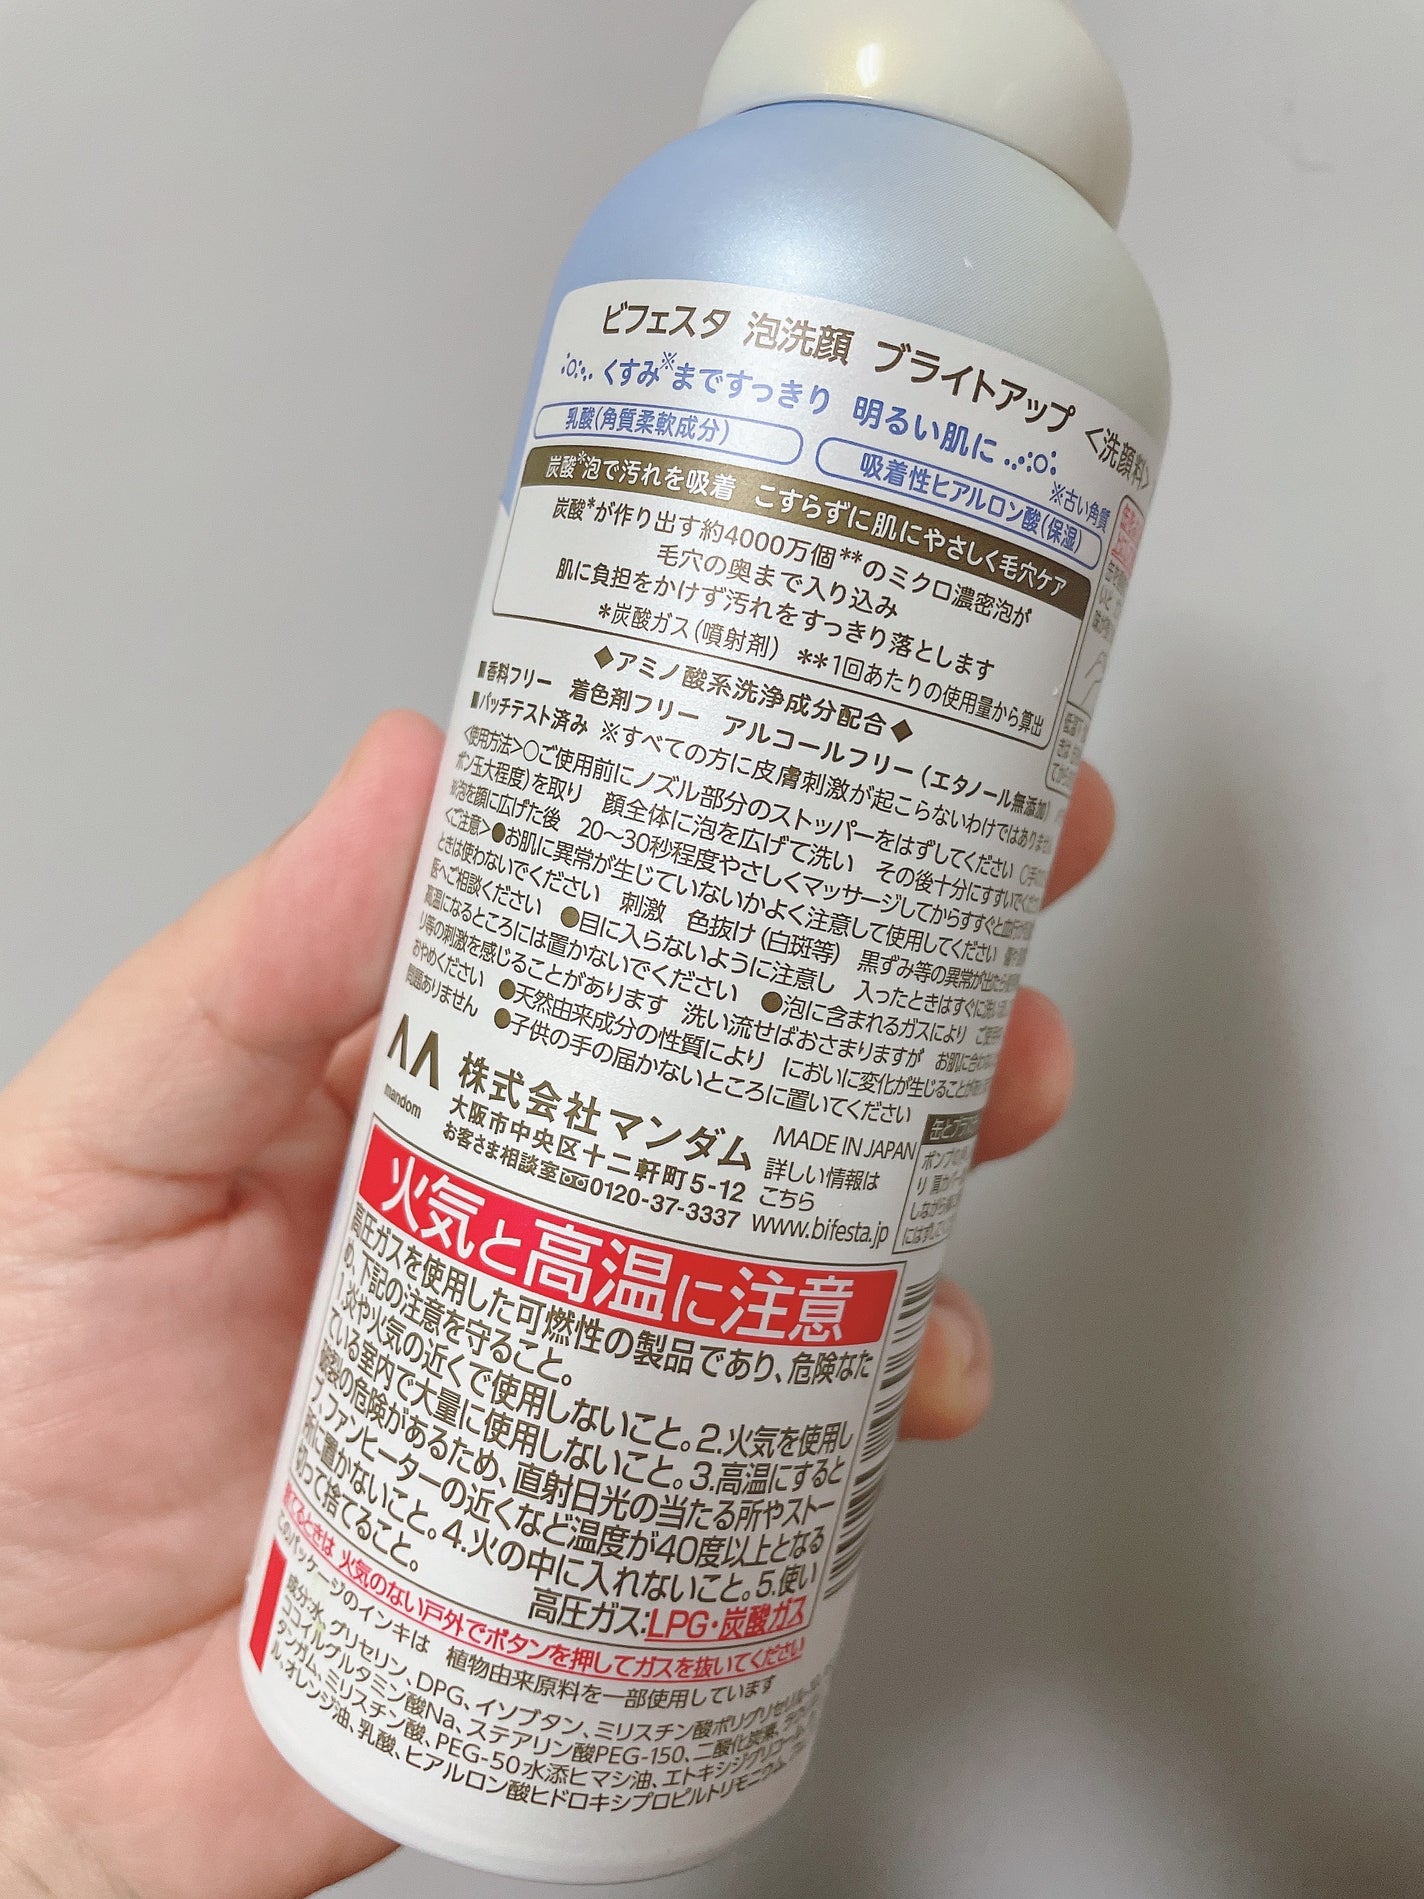 ビフェスタ 泡洗顔 ブライトアップ <洗顔料>
くすみ※まですっきり 明るい肌に
※古い角質
乳酸(角質柔軟成分)
吸着性ヒアルロン酸(保湿)
炭酸*泡で汚れを吸着 こすらずに肌にやさしく毛穴ケア
炭酸*が作り出す約4000万個**のミクロ濃密泡が
毛穴の奥まで入り込み
肌に負担をかけず汚れをすっきり落とします
*炭酸ガス(噴射剤) **1回あたりの使用量から算出
◆アミノ酸系洗浄成分配合◆
■香料フリー 着色剤フリー アルコールフリー(エタノール無添加)
■パッチテスト済み ※すべての方に皮膚刺激が起こらないわけではありません
<使用方法>○ご使用前にノズル部分のストッパーをはずしてください
ポン玉大程度)を取り 顔全体に泡を広げて洗い その後十分にすすいでください
泡を顔に広げた後 20〜30秒程度やさしくマッサージしてからすすぐと
<ご注意>●お肌に異常が生じていないかよく注意して使用してください
ときは使わないでください 刺激 色抜け(白斑等) 黒ずみ等の異常が出たら
医へご相談ください ●目に入らないように注意し 入ったときはすぐに
高温になるところには置かないでください ●泡に含まれるガスにより
リ等の刺激を感じることがあります 洗い流せばおさまりますが お肌に
おやめください ●天然由来成分の性質により においに変化が生じることが
問題ありません ●子供の手の届かないところに置いてください
mandom
株式会社マンダム
大阪市中央区十二軒町5-12
お客さま相談室 0120-37-3337
MADE IN JAPAN
詳しい情報は
こちら
www.bifesta.jp
火気と高温に注意
高圧ガスを使用した可燃性の製品であり、危険なた
め、下記の注意を守ること。
1.炎や火気の近くで使用しないこと。2.火気を使用し
ている室内で大量に使用しないこと。3.高温にすると
破裂の危険があるため、直射日光の当たる所やストー
ブ、ファンヒーターの近くなど温度が40度以上となる
所に置かないこと。4.火の中に入れないこと。5.使い
切って捨てること。
高圧ガス:LPG・炭酸ガス
捨てるときは 火気のない戸外でボタンを押してガスを抜いてください
このパッケージのインキは 植物由来原料を一部使用しています
成分:水、グリセリン、DPG、イソブタン、ミリスチン酸ポリグリセリル-10、
ココイルグルタミン酸Na、ステアリン酸PEG-150、二酸化炭素、
タンガム、ミリスチン酸、PEG-50水添ヒマシ油、エトキシジグリコー
ル、オレンジ油、乳酸、ヒアルロン酸ヒドロキシプロピルトリモニウム、